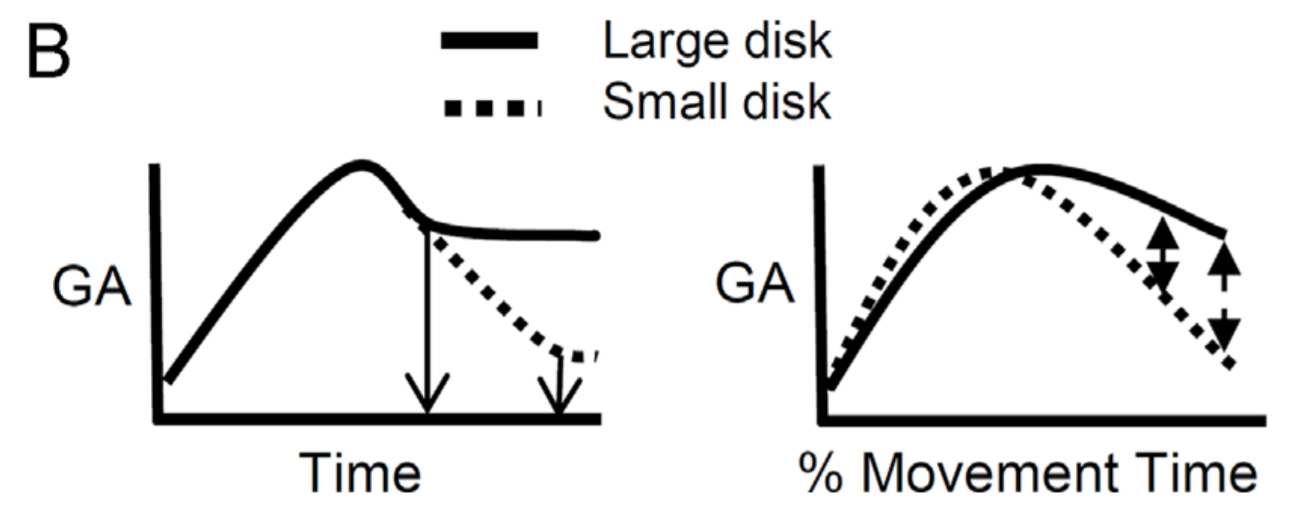 B
Large disk
Small disk
GA
Time
GA
% Movement Time